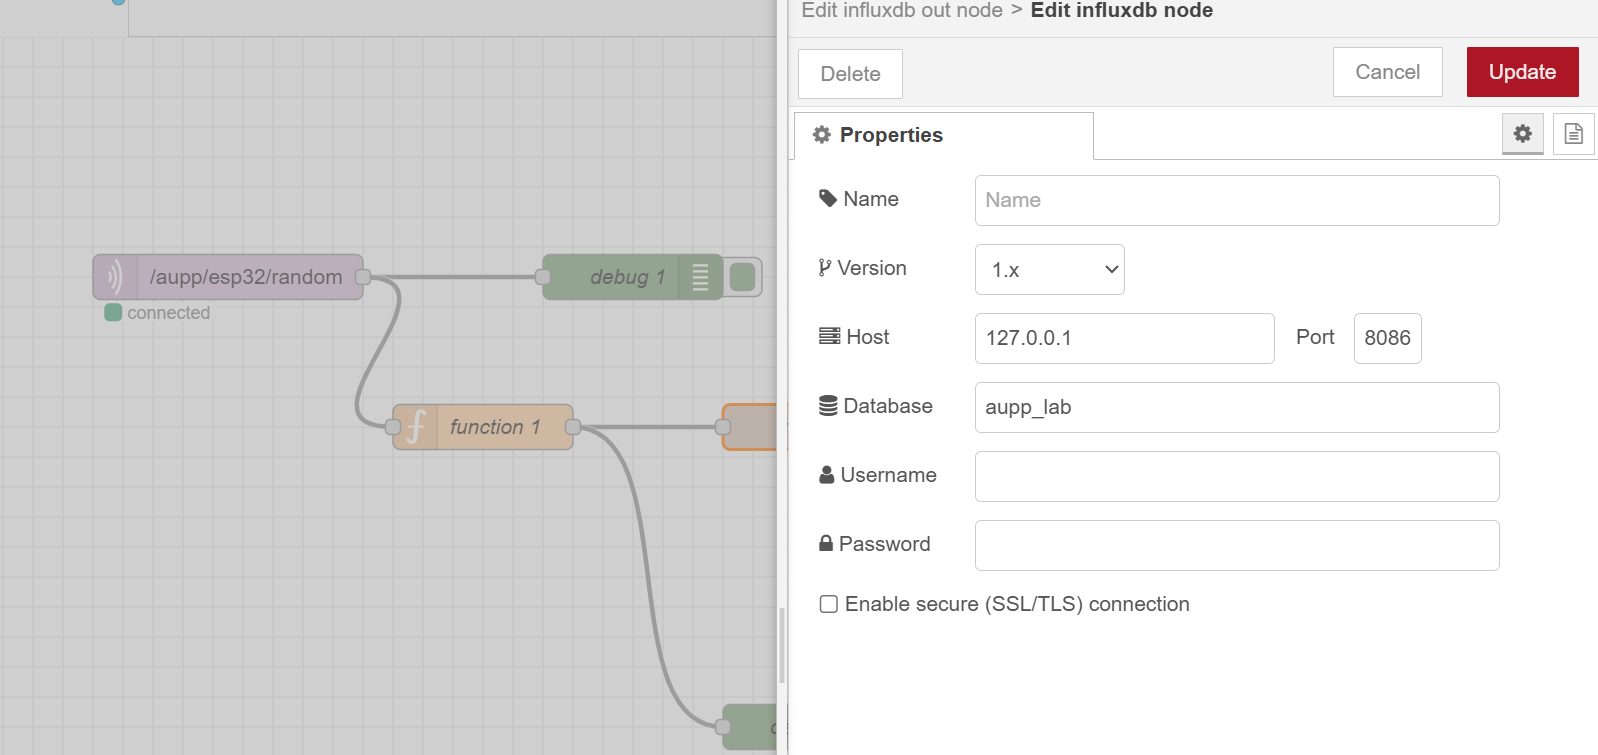 Edit influxdb out node > Edit influxdb node
Delete
Cancel
Update
Properties
Name
Name
Version
1.x
Host
127.0.0.1
Port
8086
Database
aupp_lab
Username
Password
Enable secure (SSL/TLS) connection
/aupp/esp32/random
connected
debug 1
function 1